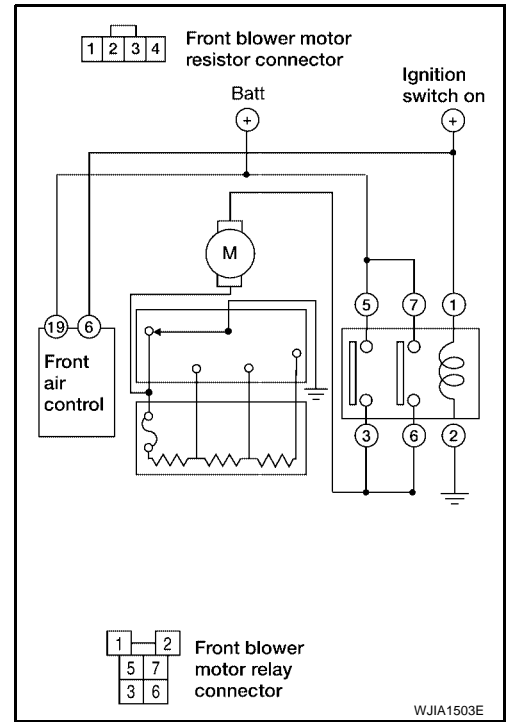 1 2 3 4
Front blower motor
resistor connector
Batt
Ignition
switch on
+
+
M
5 7 1
19 6
Front
air
control
3 6 2
1 2
5 7
3 6
Front blower
motor relay
connector
WJIA1503E